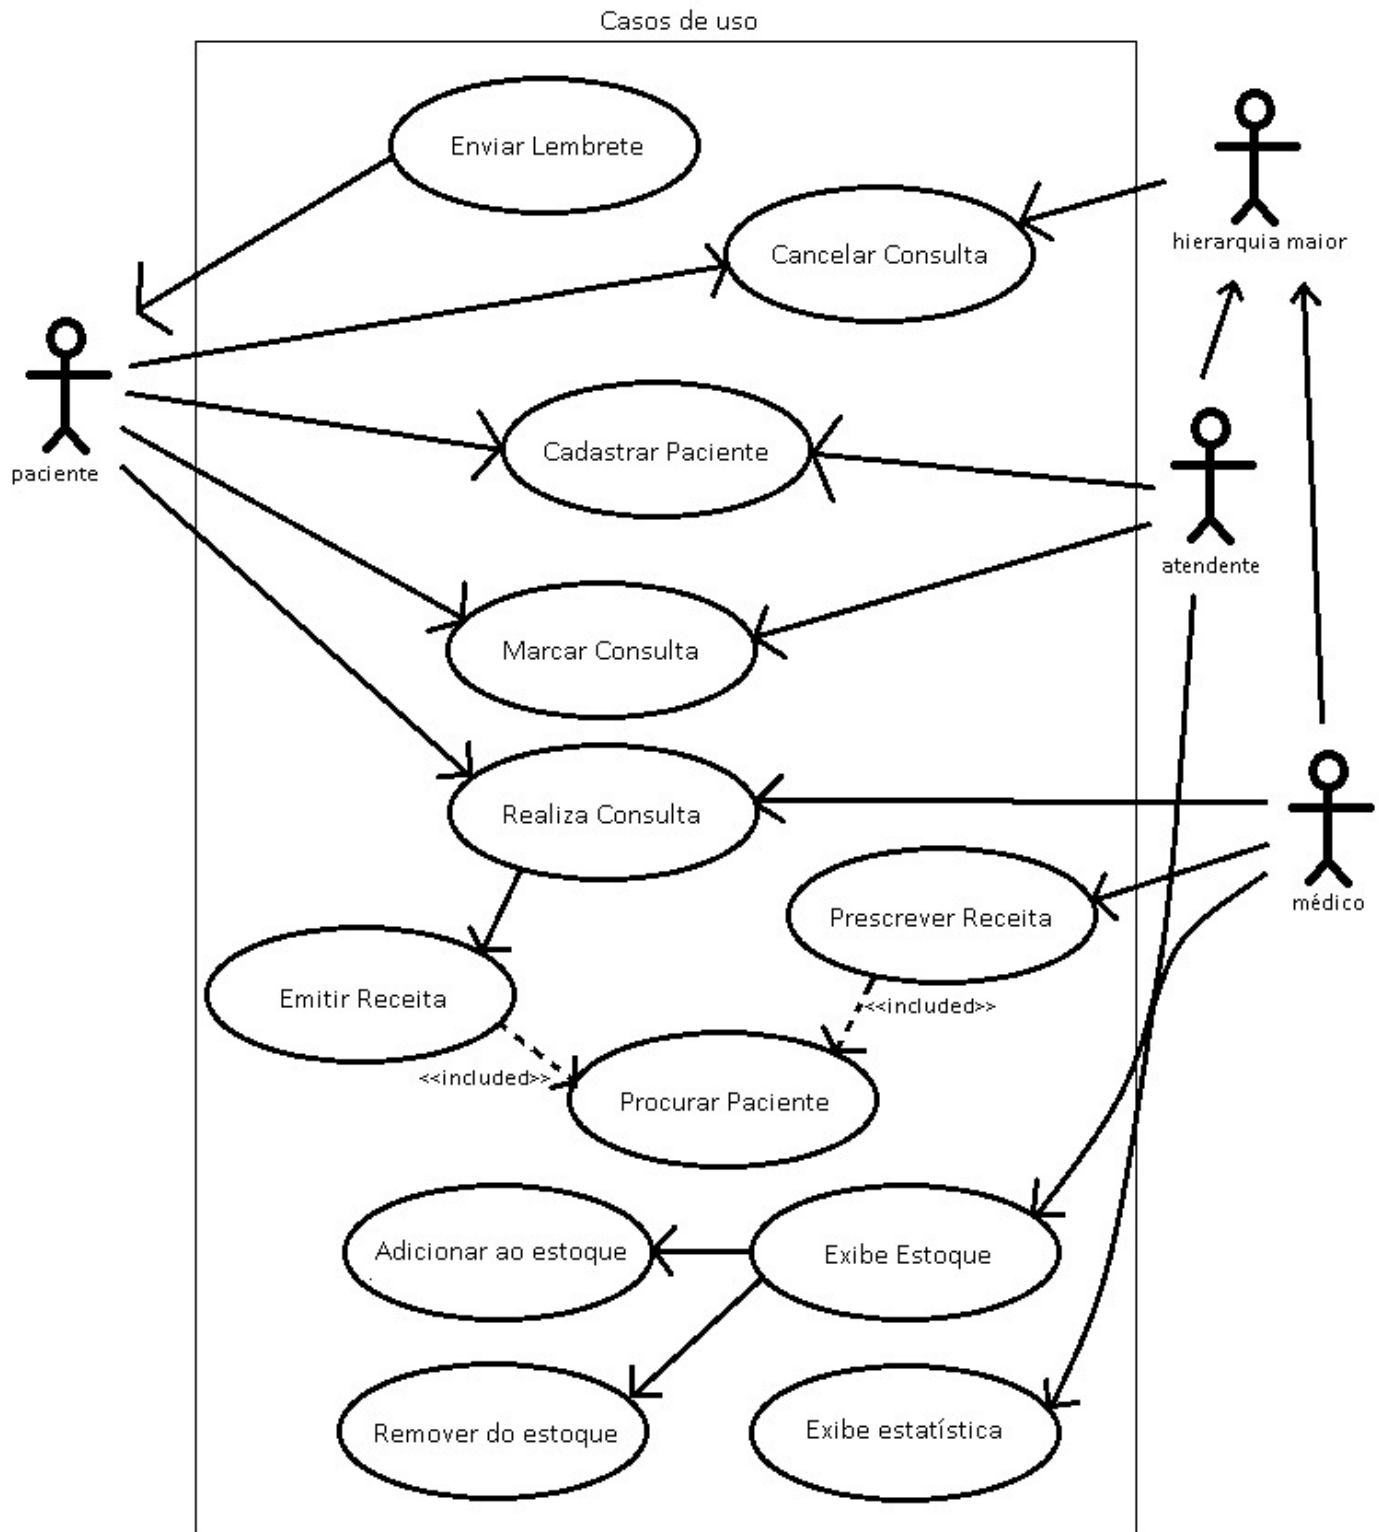 Casos de uso
Enviar Lembrete
Cancelar Consulta
hierarquia maior
Cadastrar Paciente
paciente
atendente
Marcar Consulta
Realiza Consulta
Prescrever Receita
médico
Emitir Receita
<<included>>
<<included>>
Procurar Paciente
Adicionar ao estoque
Exibe Estoque
Remover do estoque
Exibe estatística